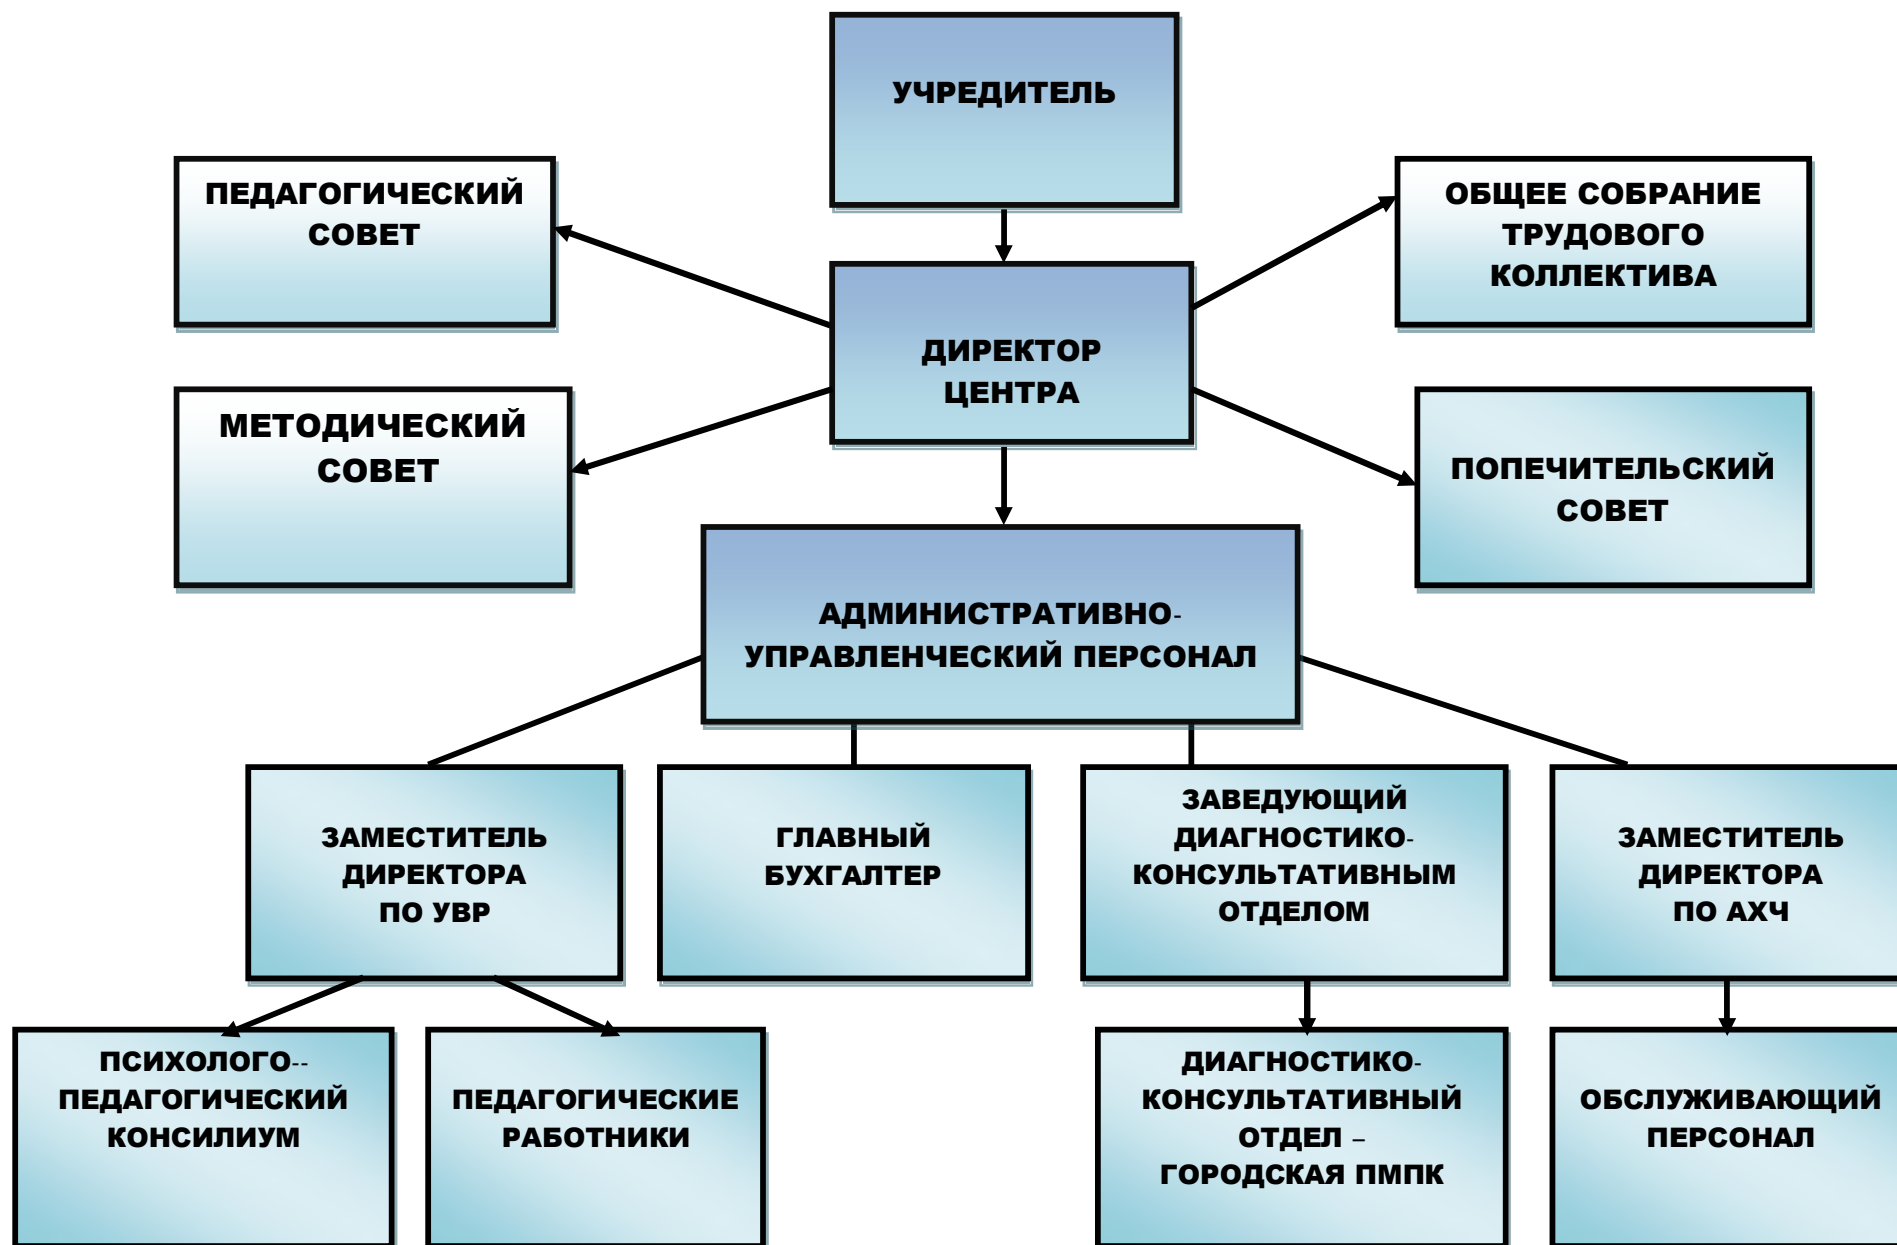 УЧРЕДИТЕЛЬ
ПЕДАГОГИЧЕСКИЙ
СОВЕТ
ОБЩЕЕ СОБРАНИЕ
ТРУДОВОГО
КОЛЛЕКТИВА
ДИРЕКТОР
ЦЕНТРА
МЕТОДИЧЕСКИЙ
СОВЕТ
ПОПЕЧИТЕЛЬСКИЙ
СОВЕТ
АДМИНИСТРАТИВНО-
УПРАВЛЕНЧЕСКИЙ ПЕРСОНАЛ
ЗАМЕСТИТЕЛЬ
ДИРЕКТОРА
ПО УВР
ГЛАВНЫЙ
БУХГАЛТЕР
ЗАВЕДУЮЩИЙ
ДИАГНОСТИКО-
КОНСУЛЬТАТИВНЫМ
ОТДЕЛОМ
ЗАМЕСТИТЕЛЬ
ДИРЕКТОРА
ПО АХЧ
ПСИХОЛОГО--
ПЕДАГОГИЧЕСКИЙ
КОНСИЛИУМ
ПЕДАГОГИЧЕСКИЕ
РАБОТНИКИ
ДИАГНОСТИКО-
КОНСУЛЬТАТИВНЫЙ
ОТДЕЛ –
ГОРОДСКАЯ ПМПК
ОБСЛУЖИВАЮЩИЙ
ПЕРСОНАЛ